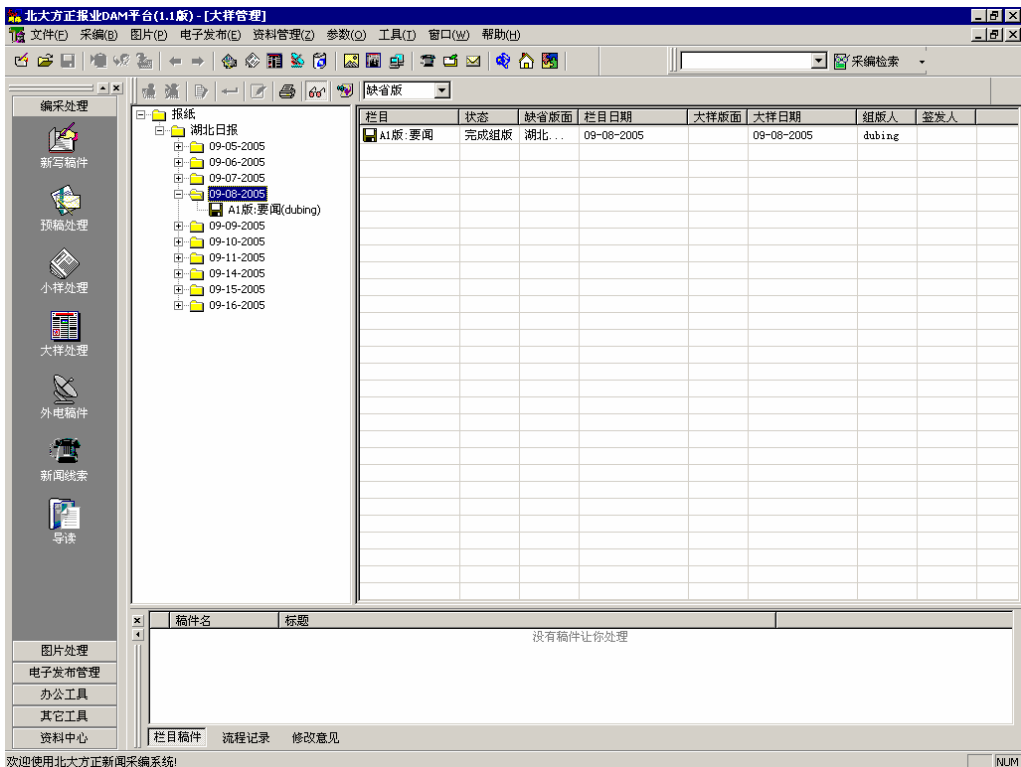 北大方正报业DAM平台(1.1版) - [大样管理]
文件(F) 采编(B) 图片(P) 电子发布(E) 资料管理(Z) 参数(O) 工具(T) 窗口(W) 帮助(H)
采编检索
缺省版
编采处理
新写稿件
预稿处理
小样处理
大样处理
外电稿件
新闻线索
导读
图片处理
电子发布管理
办公工具
其它工具
资料中心
报纸
湖北日报
09-05-2005
09-06-2005
09-07-2005
09-08-2005
A1版:要闻(dubing)
09-09-2005
09-10-2005
09-11-2005
09-14-2005
09-15-2005
09-16-2005
栏目 状态 缺省版面 栏目日期 大样版面 大样日期 组版人 签发人
A1版:要闻 完成组版 湖北... 09-08-2005 09-08-2005 dubing
稿件名 标题
没有稿件让你处理
栏目稿件 流程记录 修改意见
欢迎使用北大方正新闻采编系统! NUM